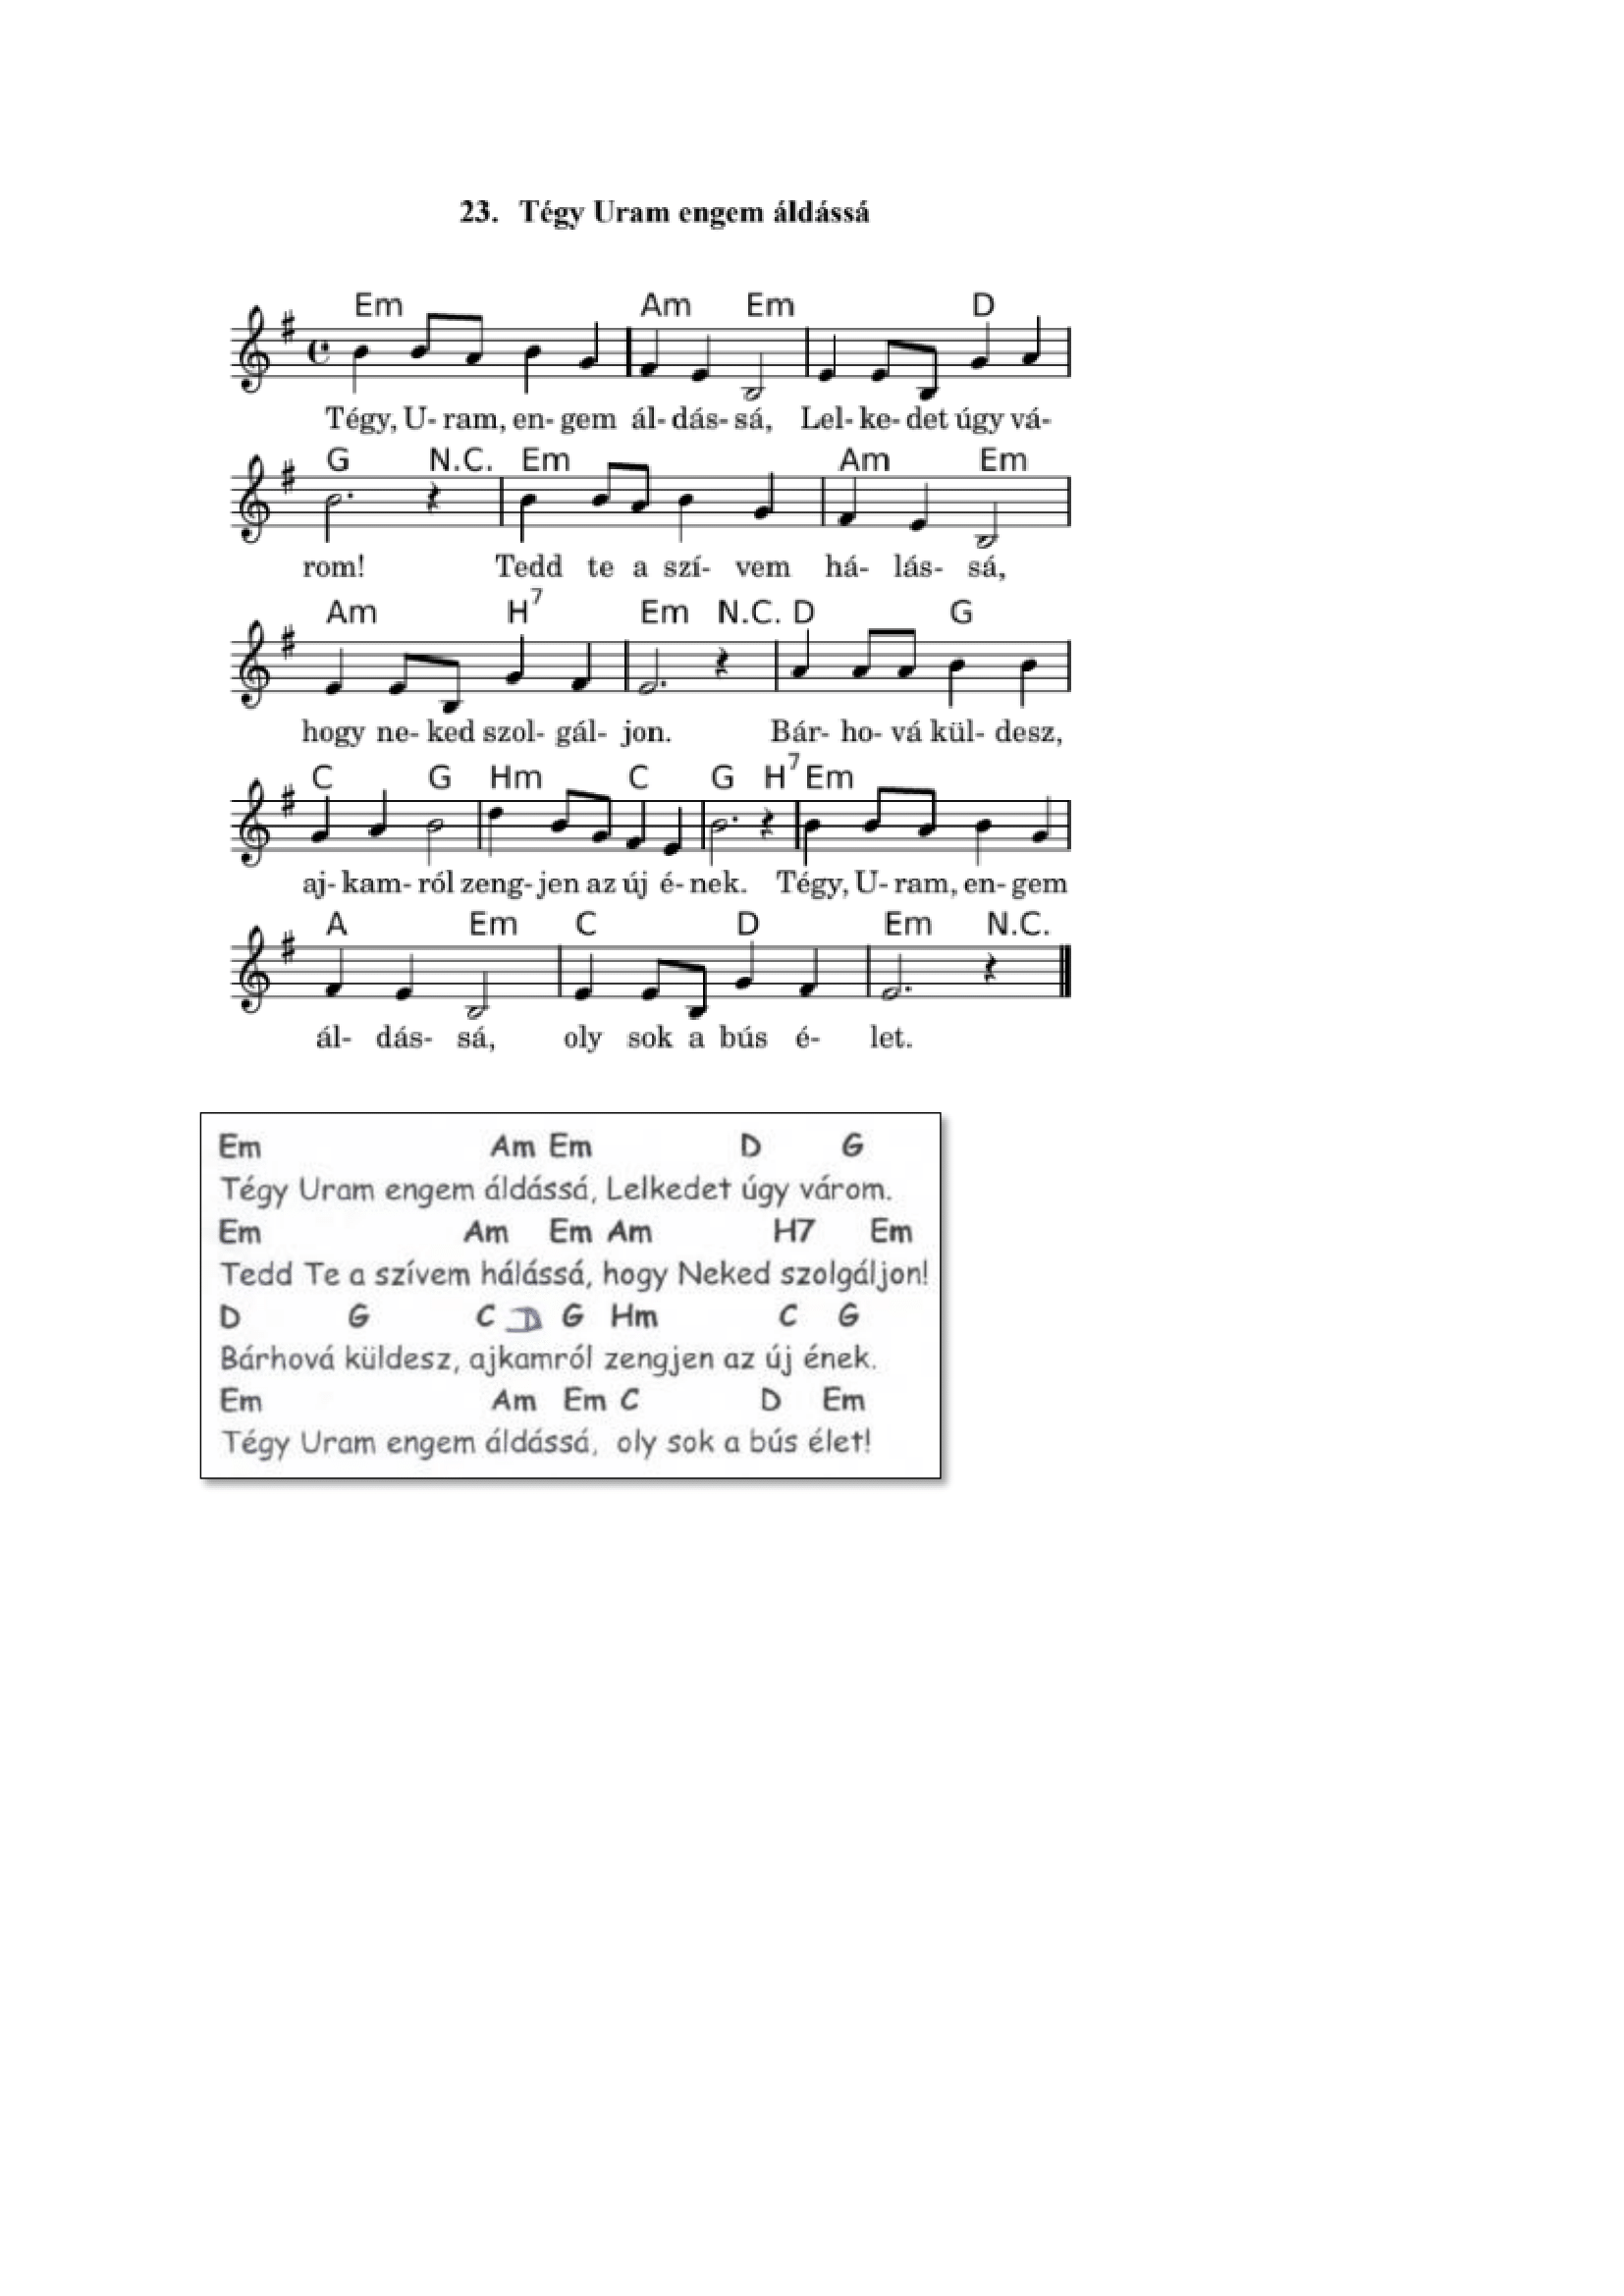 23. Tégy Uram engem áldássá
Em Am Em D
Tégy, U- ram, en- gem ál- dás- sá, Lel- ke- det úgy vá-
G N.C. Em Am Em
rom! Tedd te a szí- vem há- lás- sá,
Am H7 Em N.C. D G
hogy ne- ked szol- gál- jon. Bár- ho- vá kül- desz,
C G Hm C G H7 Em
aj- kam- ról zeng- jen az új é- nek. Tégy, U- ram, en- gem
A Em C D Em N.C.
ál- dás- sá, oly sok a bús é- let.
Em Am Em D G
Tégy Uram engem áldássá, Lelkedet úgy várom.
Em Am Em Am H7 Em
Tedd Te a szívem hálássá, hogy Neked szolgáljon!
D G C D G Hm C G
Bárhová küldesz, ajkamról zengjen az új ének.
Em Am Em C D Em
Tégy Uram engem áldássá, oly sok a bús élet!